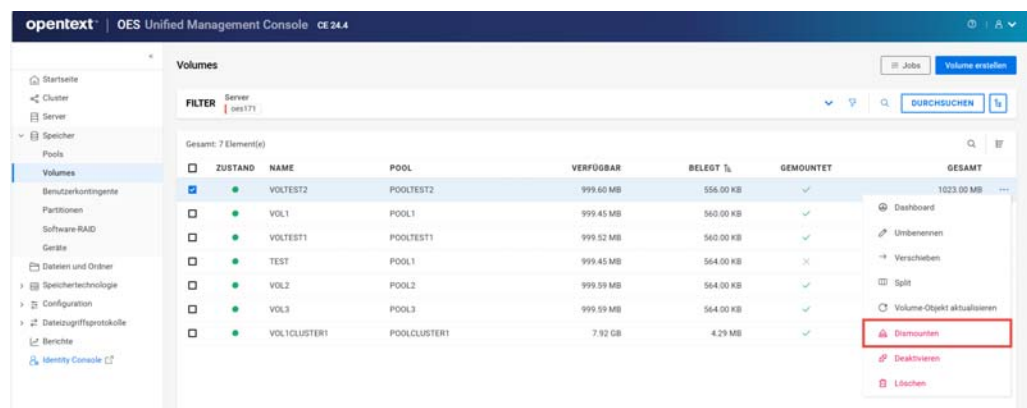 opentext™ | OES Unified Management Console CE 24.4
Startseite
Cluster
Server
Speicher
Pools
Volumes
Benutzerkontingente
Partitionen
Software-RAID
Geräte
Dateien und Ordner
Speichertechnologie
Configuration
Dateizugriffsprotokolle
Berichte
Identity Console
Volumes
Jobs
Volume erstellen
FILTER
Server
oes171
DURCHSUCHEN
Gesamt: 7 Element(e)
ZUSTAND NAME POOL VERFÜGBAR BELEGT GEMOUNTET GESAMT
VOLTEST2 POOLTEST2 999.60 MB 556.00 KB 1023.00 MB ...
VOL1 POOL1 999.45 MB 560.00 KB
VOLTEST1 POOLTEST1 999.52 MB 560.00 KB
TEST POOL1 999.45 MB 564.00 KB
VOL2 POOL2 999.59 MB 564.00 KB
VOL3 POOL3 999.59 MB 564.00 KB
VOL1CLUSTER1 POOLCLUSTER1 7.92 GB 4.29 MB
Dashboard
Umbenennen
Verschieben
Split
Volume-Objekt aktualisieren
Dismounten
Deaktivieren
Löschen